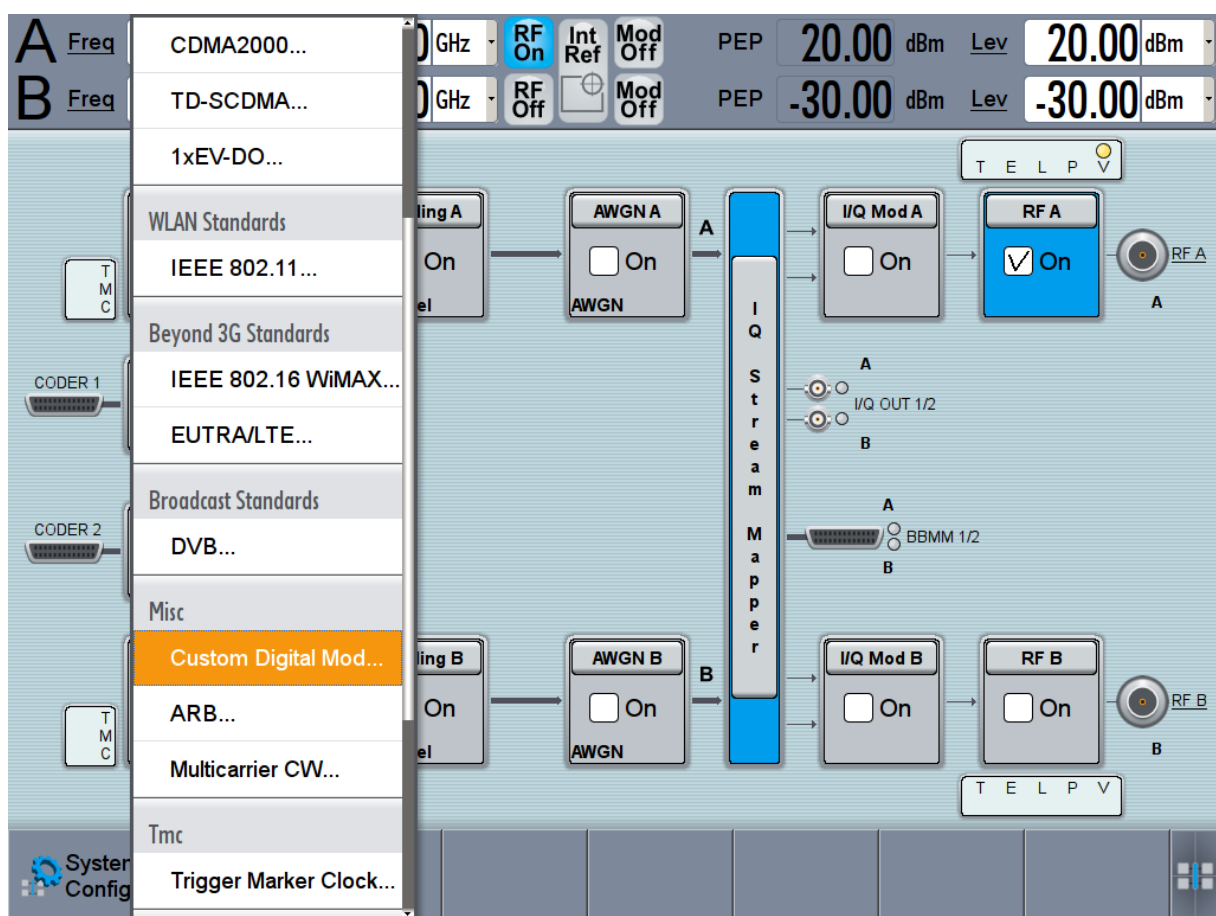 A Freq GHz RF On Int Ref Mod Off PEP 20.00 dBm Lev 20.00 dBm
B Freq GHz RF Off Mod Off PEP -30.00 dBm Lev -30.00 dBm
CDMA2000...
TD-SCDMA...
1xEV-DO...
WLAN Standards
IEEE 802.11...
Beyond 3G Standards
IEEE 802.16 WiMAX...
EUTRA/LTE...
Broadcast Standards
DVB...
Misc
Custom Digital Mod...
ARB...
Multicarrier CW...
Tmc
Trigger Marker Clock...
T E L P V
ling A
On
el
AWGN A
On
AWGN
A
I/Q Mod A
On
RF A
On
RF A
A
T
M
C
CODER 1
CODER 2
IQ Stream Mapper
A
I/Q OUT 1/2
B
A
BBMM 1/2
B
T
M
C
ling B
On
el
AWGN B
On
AWGN
B
I/Q Mod B
On
RF B
On
RF B
B
T E L P V
System
Config